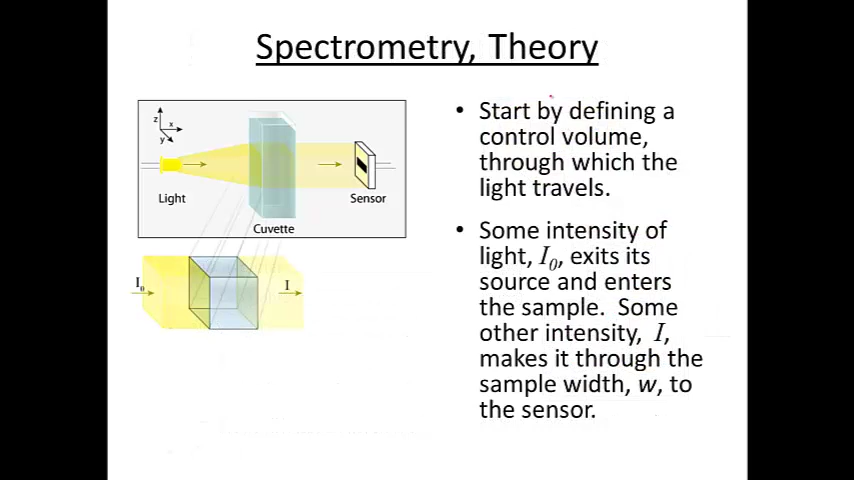 Spectrometry, Theory
z
x
y
Light
Sensor
Cuvette
I₀
I
• Start by defining a
control volume,
through which the
light travels.
• Some intensity of
light, I₀, exits its
source and enters
the sample. Some
other intensity, I,
makes it through the
sample width, w, to
the sensor.